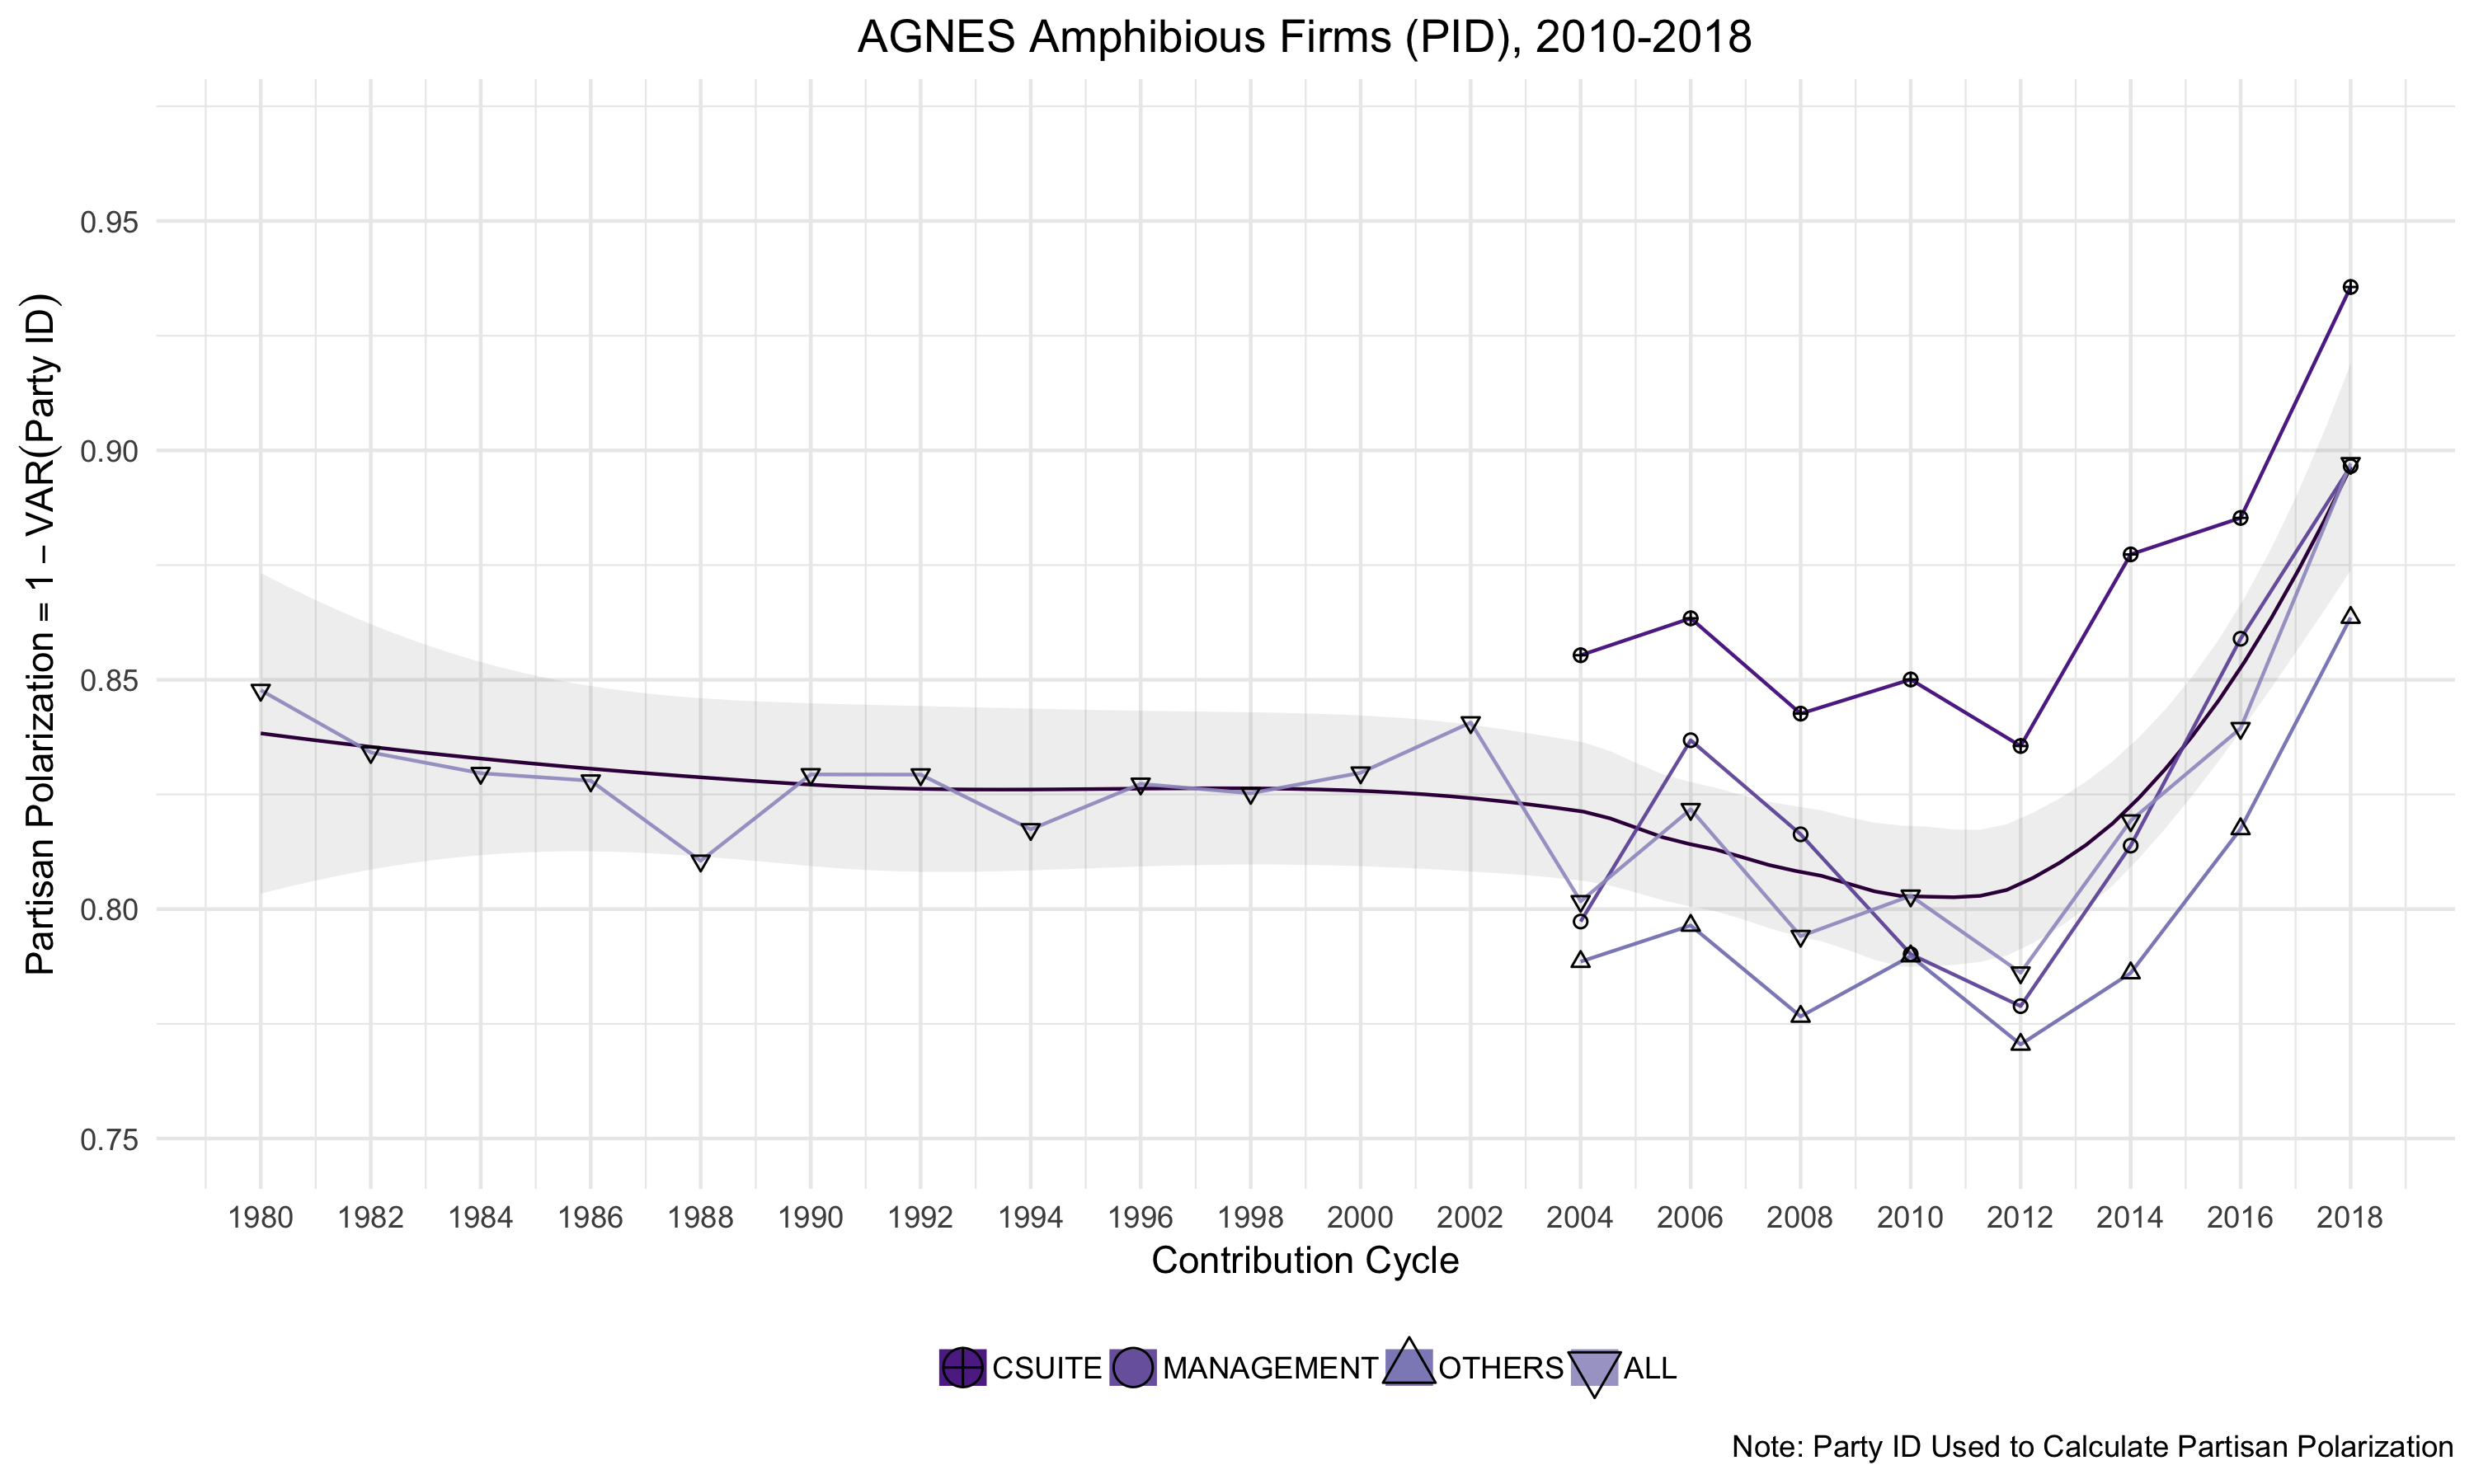 AGNES Amphibious Firms (PID), 2010-2018
Partisan Polarization = 1 – VAR(Party ID)
0.95
0.90
0.85
0.80
0.75
1980 1982 1984 1986 1988 1990 1992 1994 1996 1998 2000 2002 2004 2006 2008 2010 2012 2014 2016 2018
Contribution Cycle
CSUITE MANAGEMENT OTHERS ALL
Note: Party ID Used to Calculate Partisan Polarization